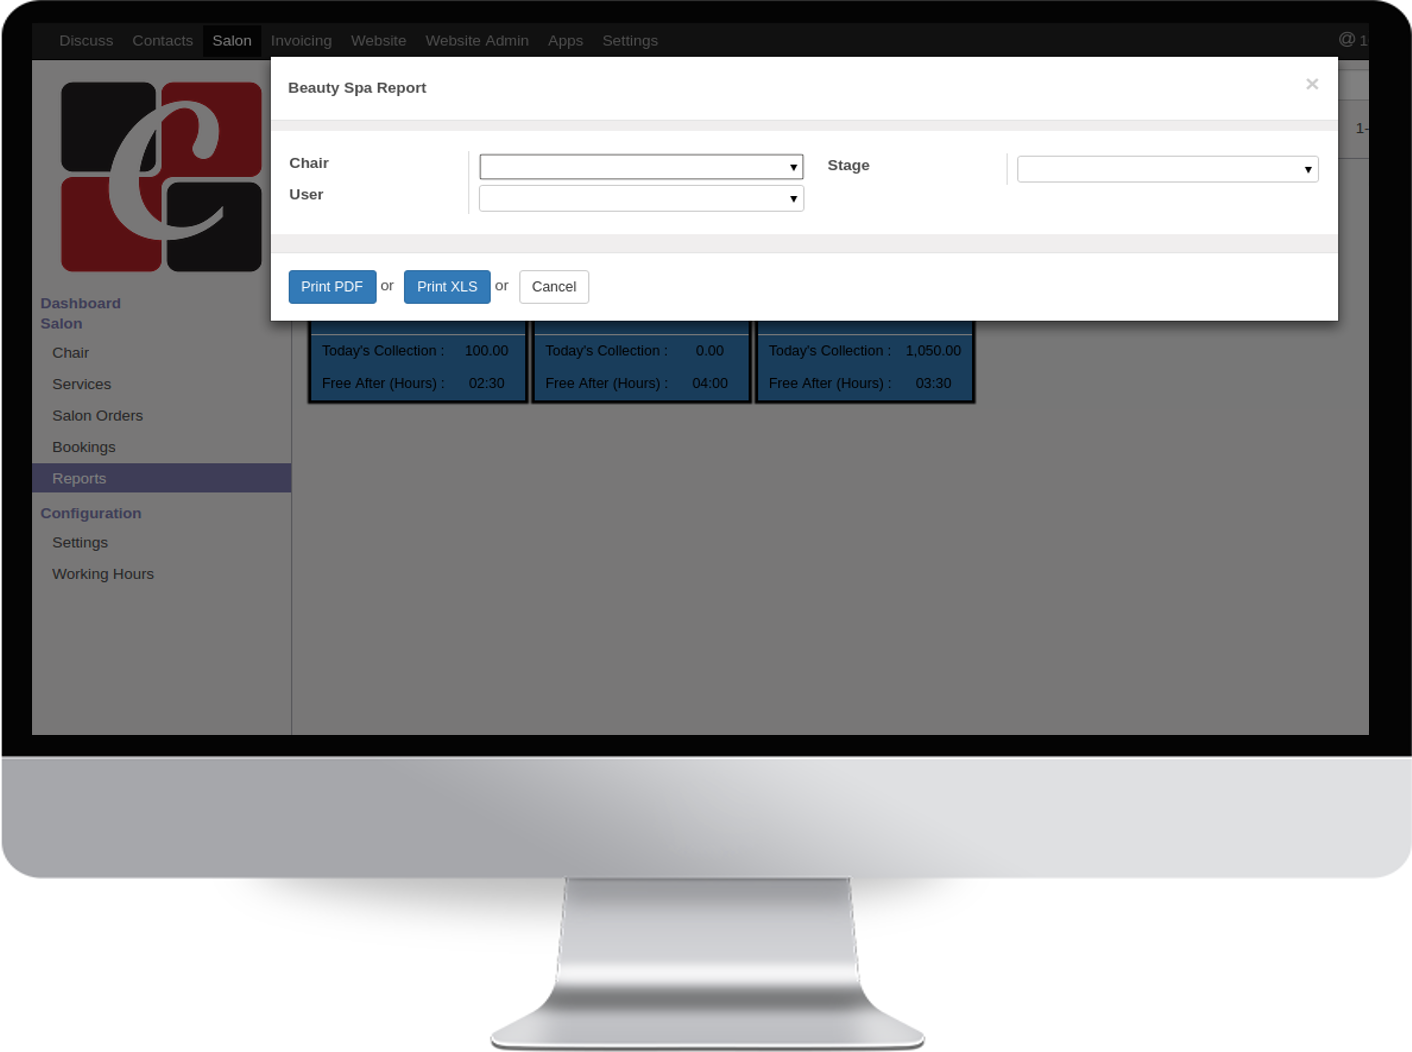 Discuss Contacts Salon Invoicing Website Website Admin Apps Settings @ 1
Beauty Spa Report ×
Chair
Stage
User
Print PDF or Print XLS or Cancel
1-
C
Dashboard
Salon
Chair
Services
Salon Orders
Bookings
Reports
Configuration
Settings
Working Hours
Today's Collection : 100.00 Today's Collection : 0.00 Today's Collection : 1,050.00
Free After (Hours) : 02:30 Free After (Hours) : 04:00 Free After (Hours) : 03:30